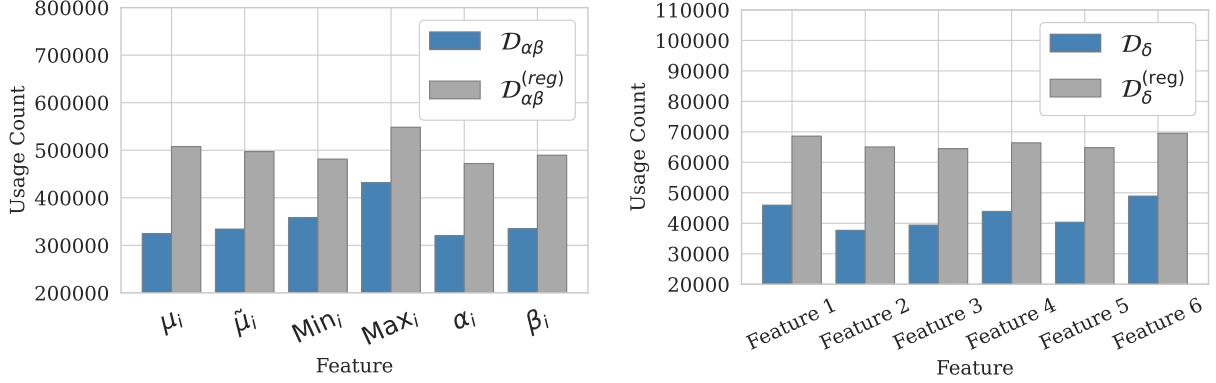 800000
700000
600000
500000
400000
300000
200000
Usage Count
𝒟αβ
𝒟αβ^(reg)
μi μ̃i Mini Maxi αi βi
Feature
110000
100000
90000
80000
70000
60000
50000
40000
30000
20000
Usage Count
𝒟δ
𝒟δ^(reg)
Feature 1 Feature 2 Feature 3 Feature 4 Feature 5 Feature 6
Feature